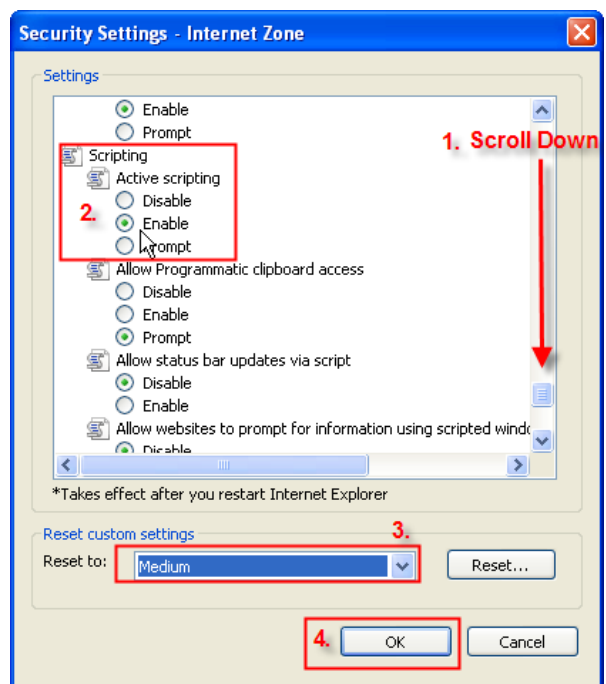 Security Settings - Internet Zone
Settings
Enable
Prompt
1. Scroll Down
Scripting
Active scripting
Disable
2.
Enable
Prompt
Allow Programmatic clipboard access
Disable
Enable
Prompt
Allow status bar updates via script
Disable
Enable
Allow websites to prompt for information using scripted windo
Disable
*Takes effect after you restart Internet Explorer
Reset custom settings
3.
Reset to: Medium Reset...
4. OK Cancel